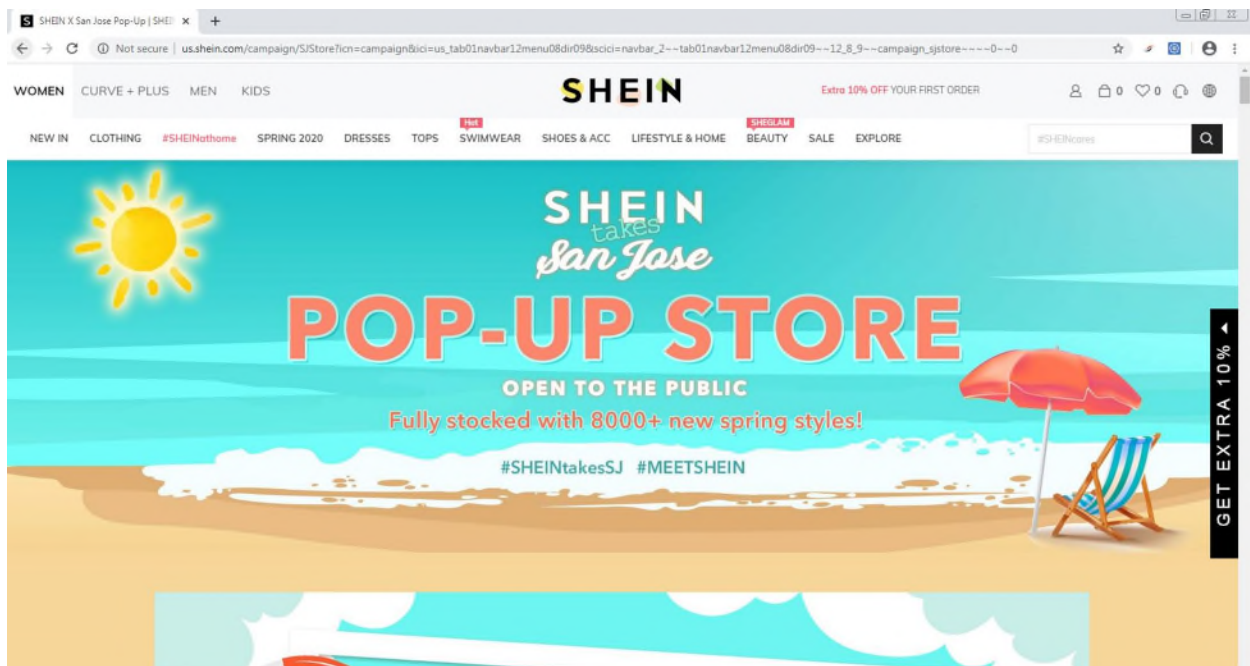 SHEIN X San Jose Pop-Up | SHEI
Not secure | us.shein.com/campaign/SJStore?icn=campaign&ici=us_tab01navbar12menu08dir09&scici=navbar_2~~tab01navbar12menu08dir09~~12_8_9~~campaign_sjstore~~~~0~~0
WOMEN CURVE + PLUS MEN KIDS SHEIN Extra 10% OFF YOUR FIRST ORDER 0 0
Hot SHEGLAM
NEW IN CLOTHING #SHEINathome SPRING 2020 DRESSES TOPS SWIMWEAR SHOES & ACC LIFESTYLE & HOME BEAUTY SALE EXPLORE #SHEINcares
SHEIN
takes
San Jose
POP-UP STORE
OPEN TO THE PUBLIC
Fully stocked with 8000+ new spring styles!
#SHEINtakesSJ #MEETSHEIN
GET EXTRA 10%